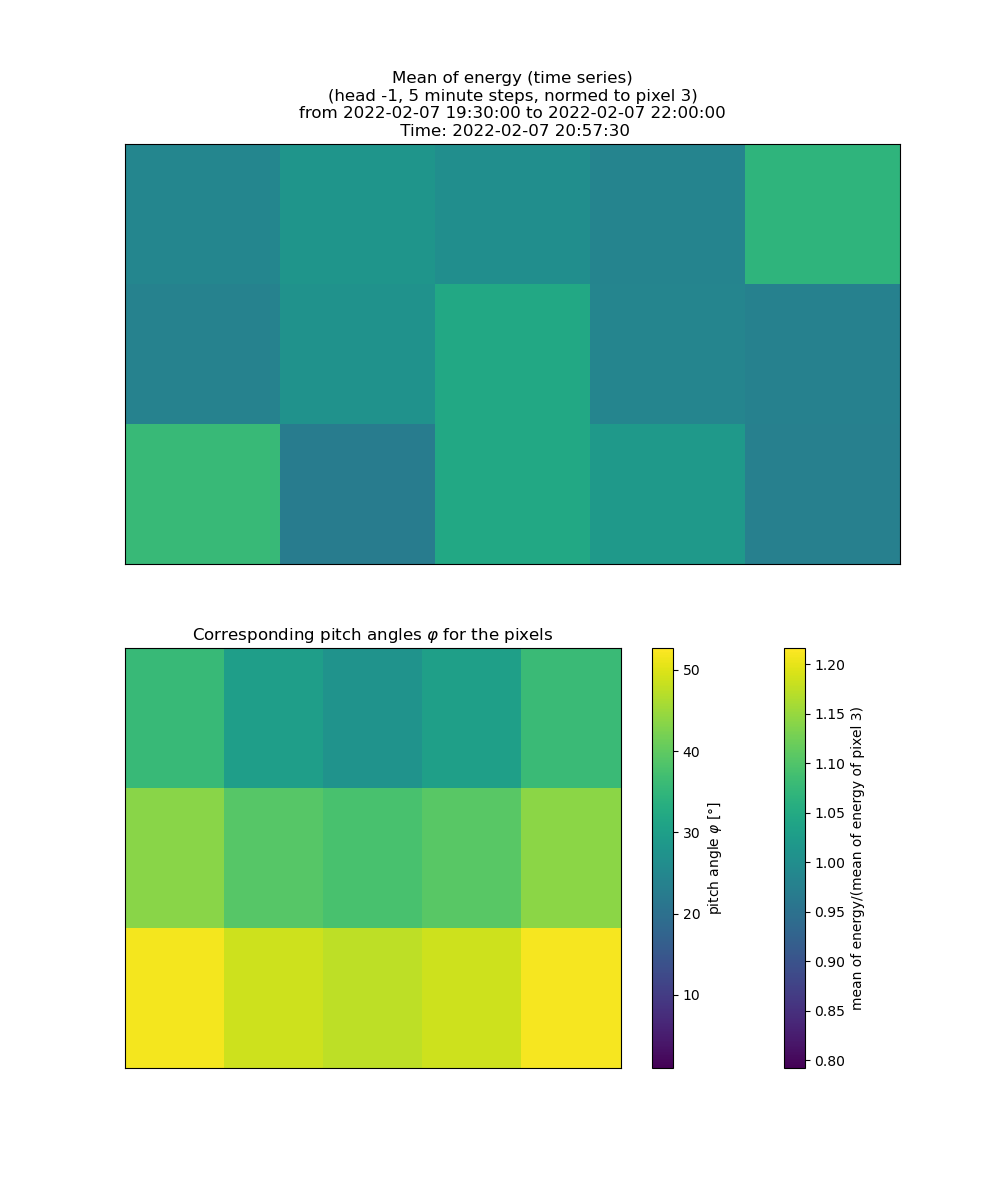 Mean of energy (time series)
(head -1, 5 minute steps, normed to pixel 3)
from 2022-02-07 19:30:00 to 2022-02-07 22:00:00
Time: 2022-02-07 20:57:30
Corresponding pitch angles φ for the pixels
50
40
30
20
10
pitch angle φ [°]
1.20
1.15
1.10
1.05
1.00
0.95
0.90
0.85
0.80
mean of energy/(mean of energy of pixel 3)